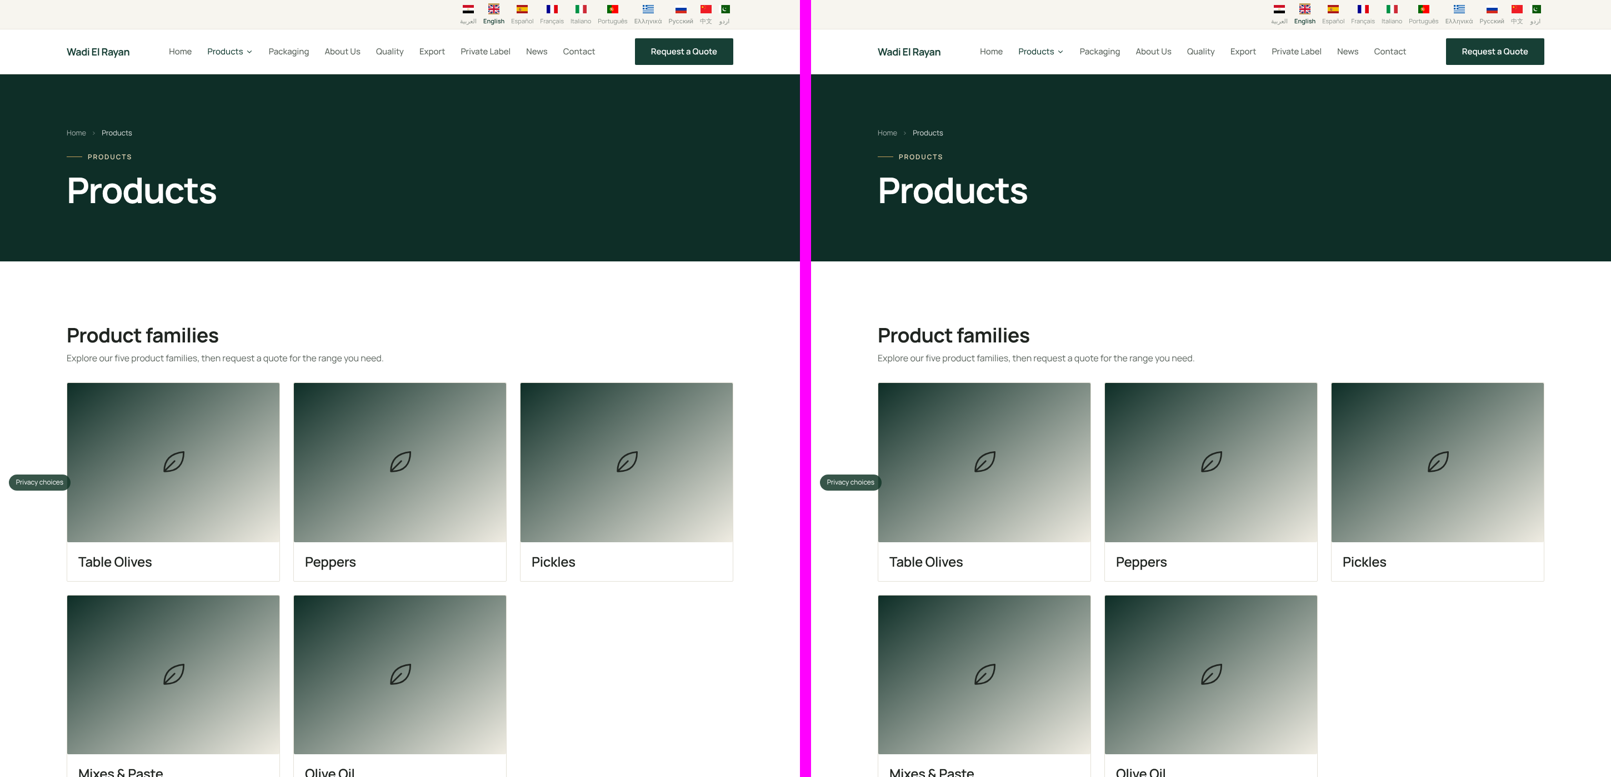 العربية English Español Français Italiano Português Ελληνικά Русский 中文 اردو
Wadi El Rayan Home Products Packaging About Us Quality Export Private Label News Contact Request a Quote
Home › Products
PRODUCTS
Products
Product families
Explore our five product families, then request a quote for the range you need.
Privacy choices
Table Olives Peppers Pickles
Mixes & Paste Olive Oil
العربية English Español Français Italiano Português Ελληνικά Русский 中文 اردو
Wadi El Rayan Home Products Packaging About Us Quality Export Private Label News Contact Request a Quote
Home › Products
PRODUCTS
Products
Product families
Explore our five product families, then request a quote for the range you need.
Privacy choices
Table Olives Peppers Pickles
Mixes & Paste Olive Oil